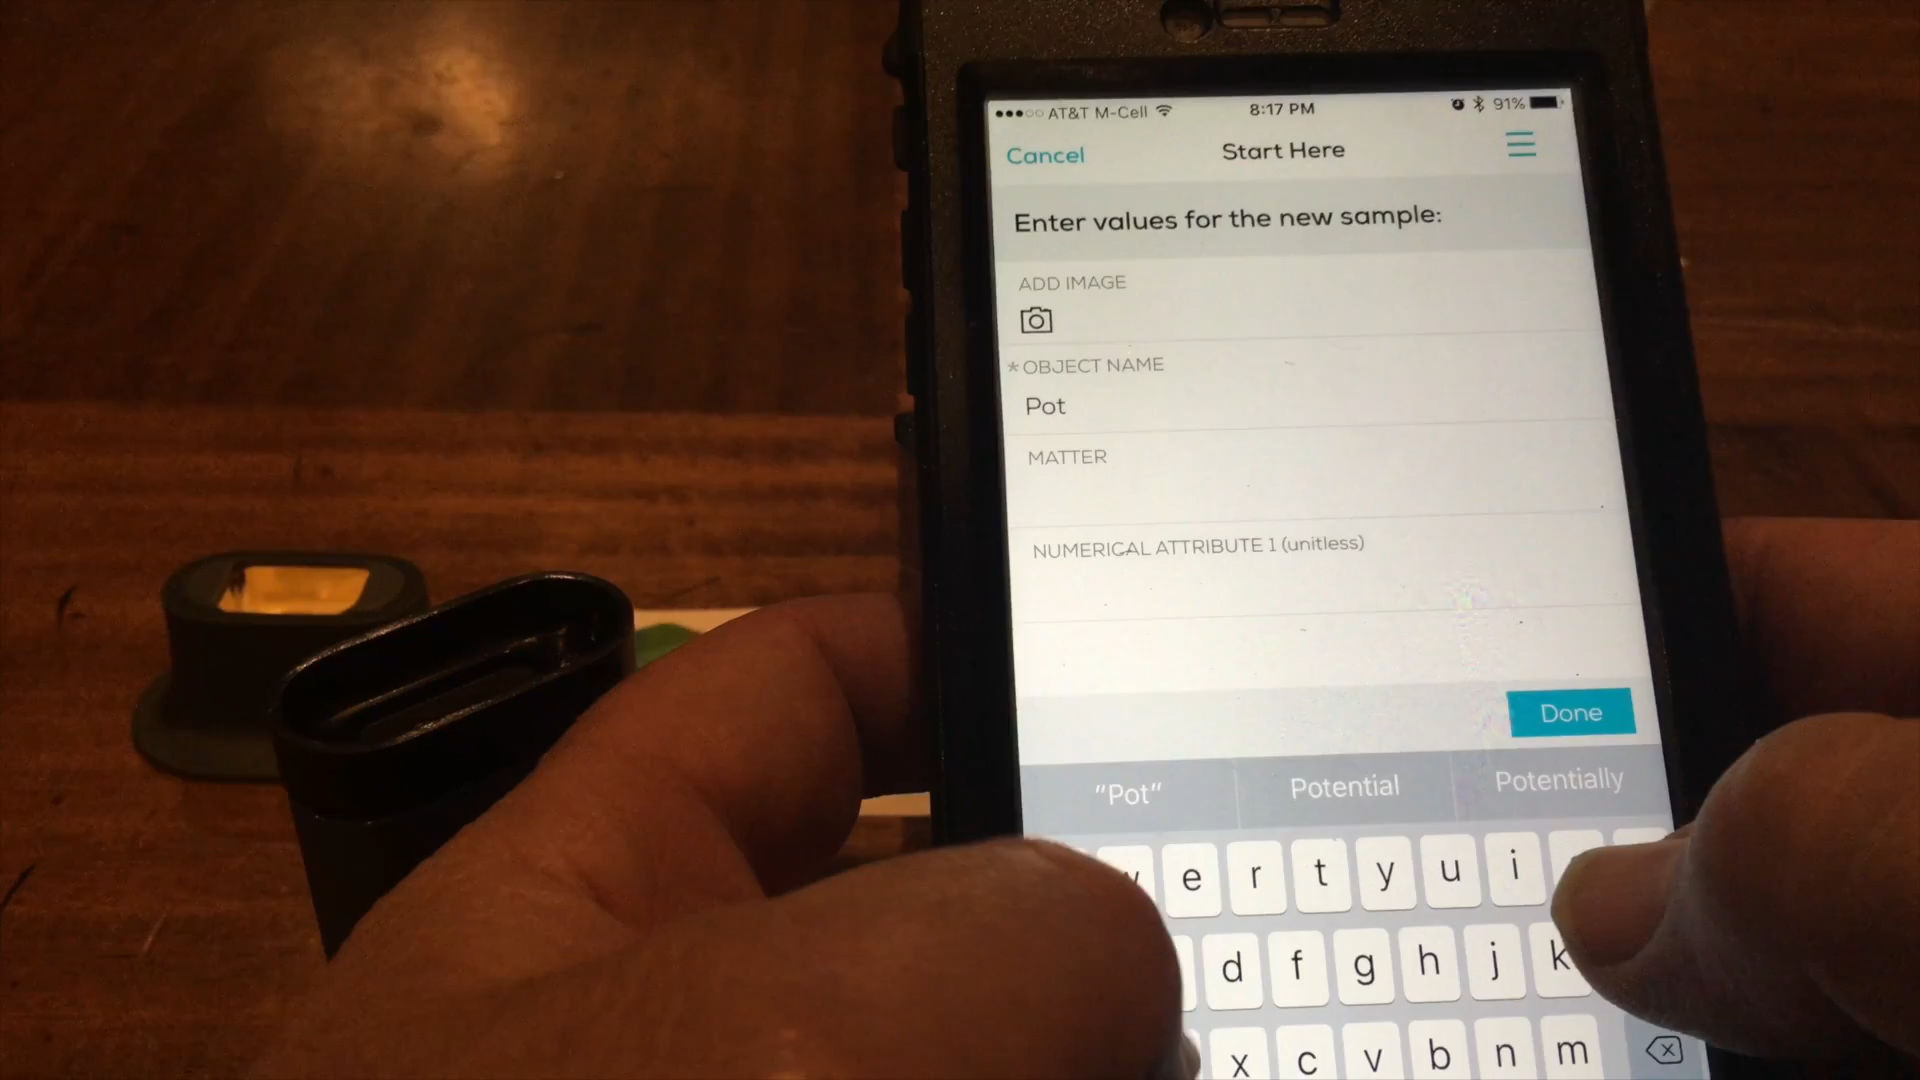 AT&T M-Cell 8:17 PM 91%
Cancel Start Here
Enter values for the new sample:
ADD IMAGE
* OBJECT NAME
Pot
MATTER
NUMERICAL ATTRIBUTE 1 (unitless)
Done
"Pot" Potential Potentially
e r t y u i
d f g h j k
x c v b n m